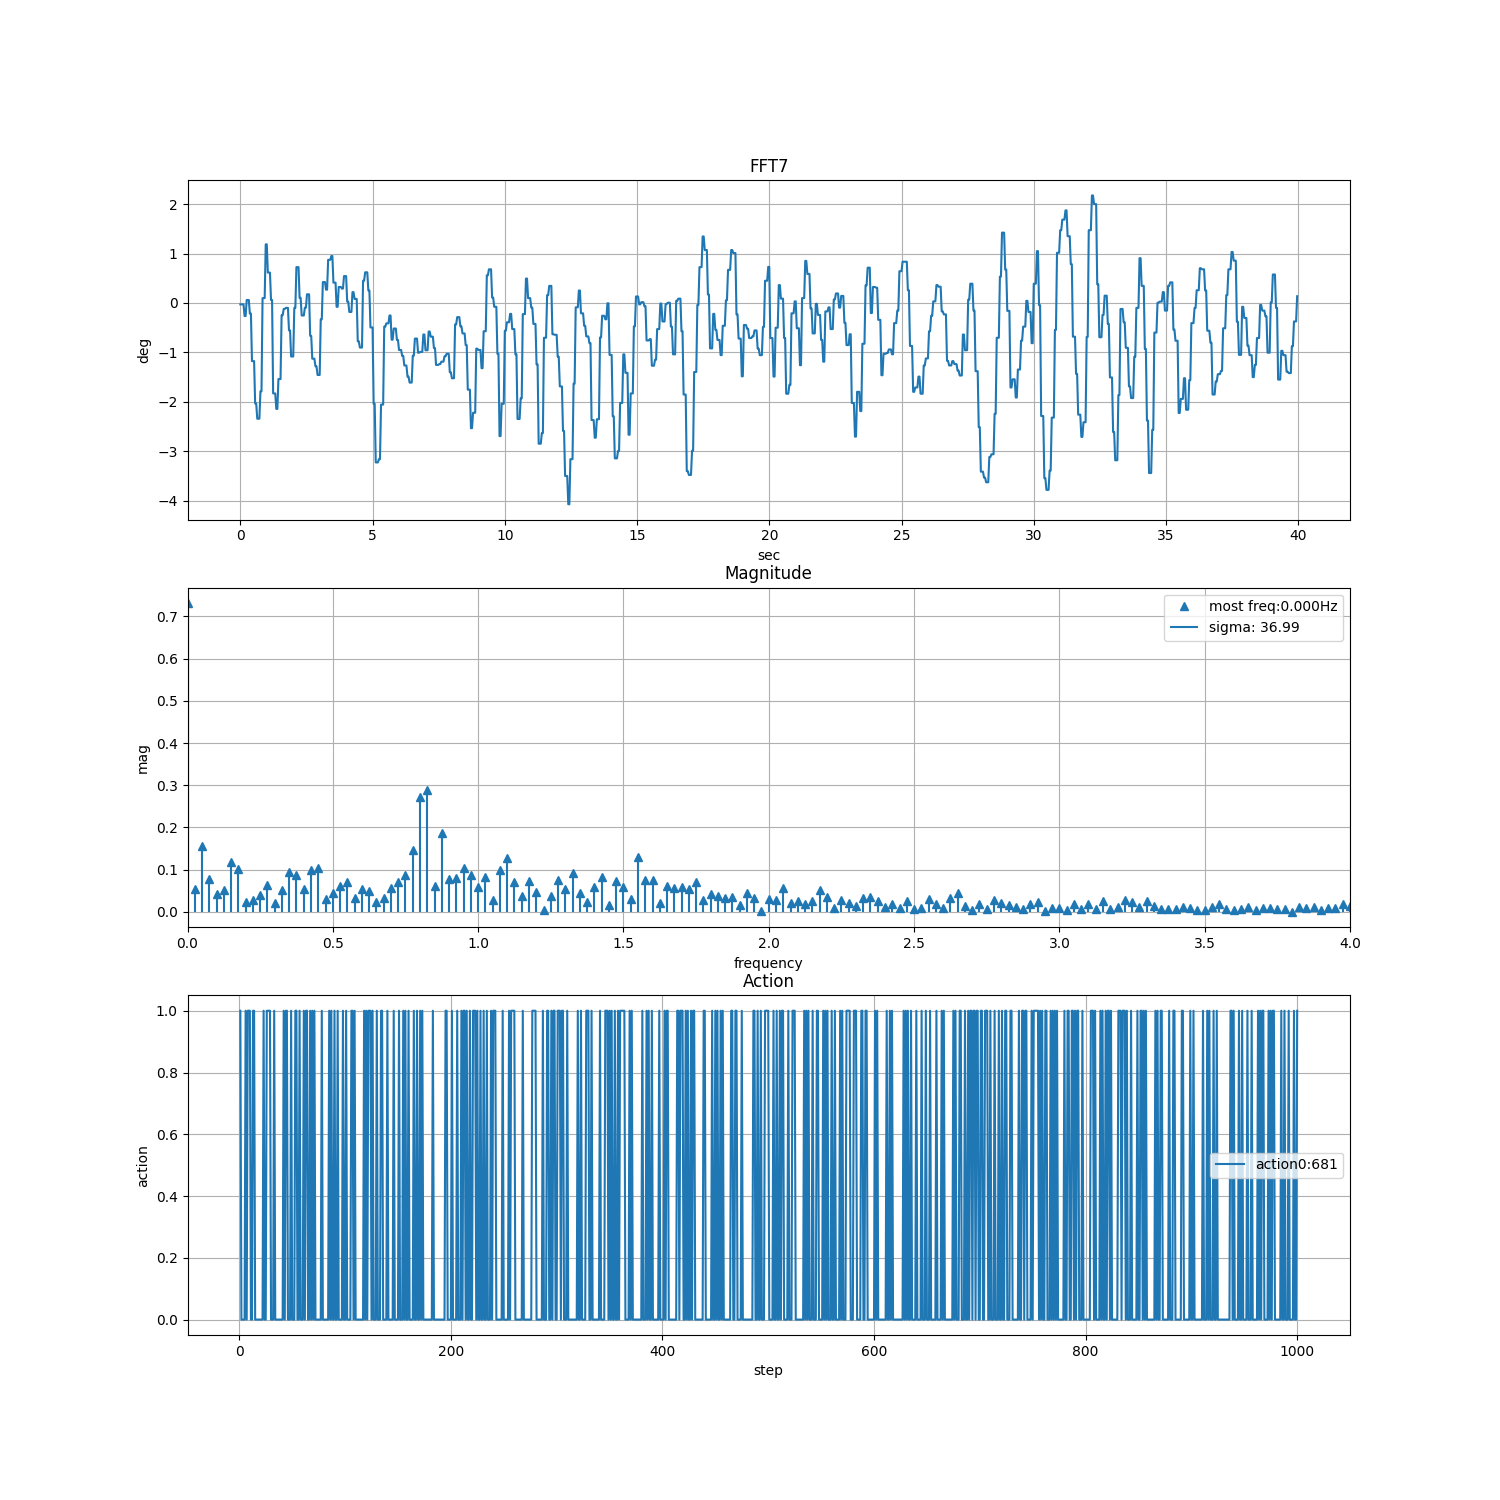 FFT7
2
1
0
−1
−2
−3
−4
deg
0 5 10 15 20 25 30 35 40
sec
Magnitude
0.7
0.6
0.5
0.4
0.3
0.2
0.1
0.0
mag
most freq:0.000Hz
sigma: 36.99
0.0 0.5 1.0 1.5 2.0 2.5 3.0 3.5 4.0
frequency
Action
1.0
0.8
0.6
0.4
0.2
0.0
action
action0:681
0 200 400 600 800 1000
step